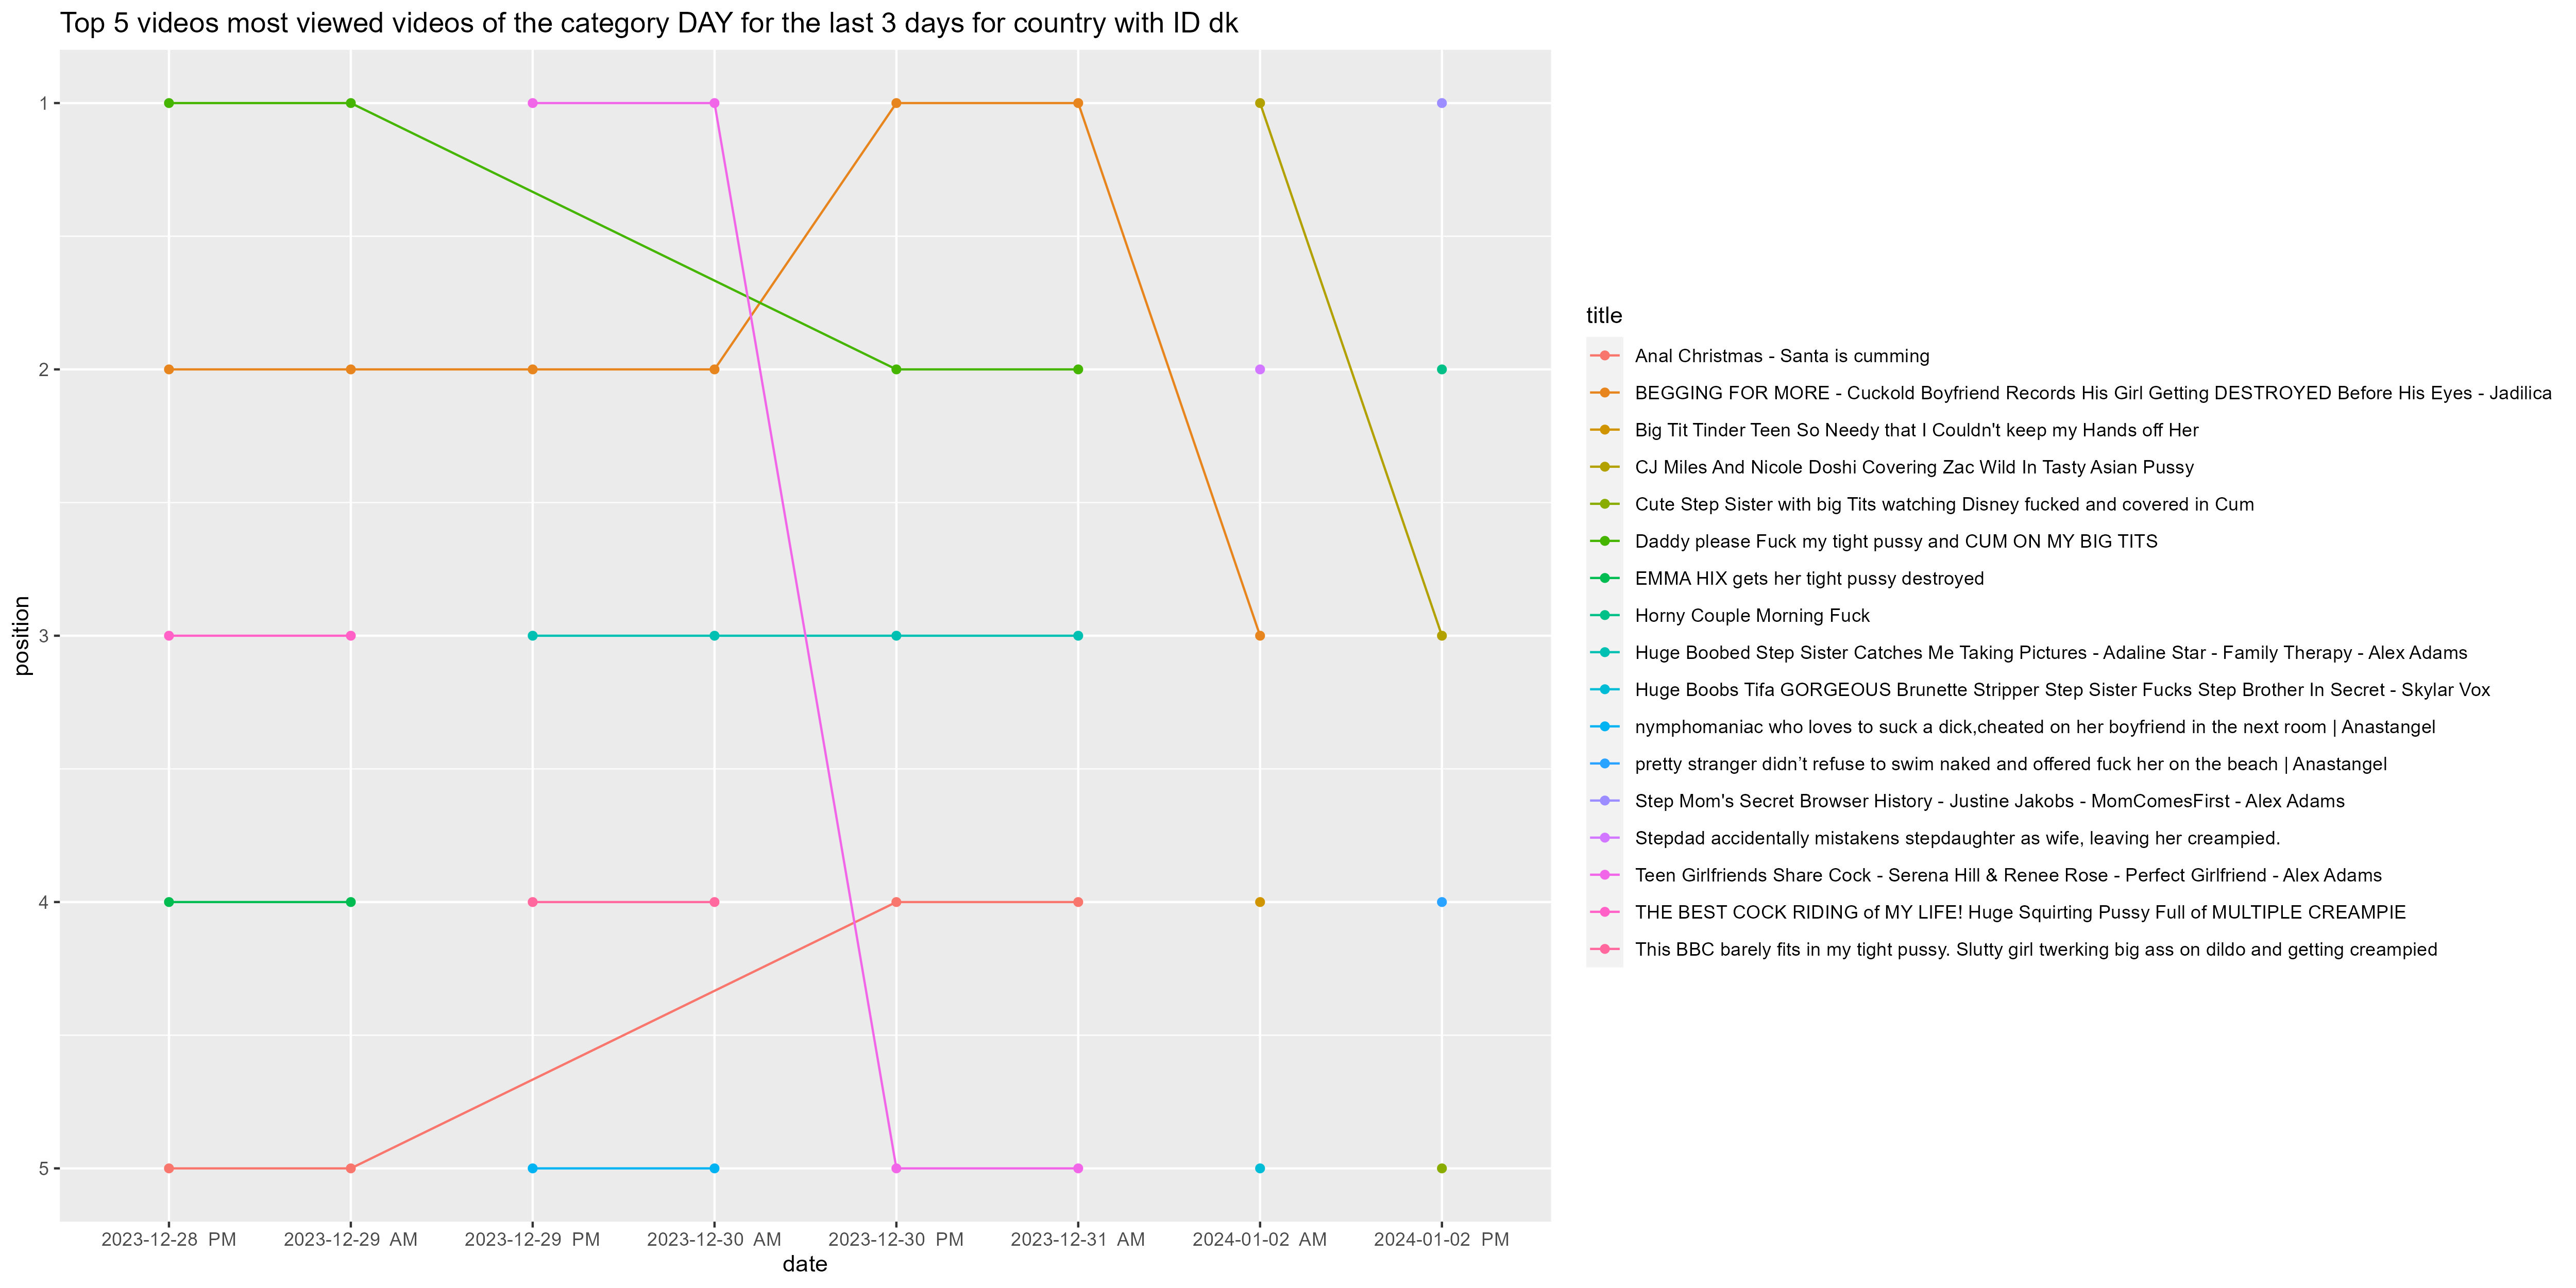 Top 5 videos most viewed videos of the category DAY for the last 3 days for country with ID dk
position
1
2
3
4
5
2023-12-28 PM
2023-12-29 AM
2023-12-29 PM
2023-12-30 AM
2023-12-30 PM
2023-12-31 AM
2024-01-02 AM
2024-01-02 PM
date
title
Anal Christmas - Santa is cumming
BEGGING FOR MORE - Cuckold Boyfriend Records His Girl Getting DESTROYED Before His Eyes - Jadilica
Big Tit Tinder Teen So Needy that I Couldn't keep my Hands off Her
CJ Miles And Nicole Doshi Covering Zac Wild In Tasty Asian Pussy
Cute Step Sister with big Tits watching Disney fucked and covered in Cum
Daddy please Fuck my tight pussy and CUM ON MY BIG TITS
EMMA HIX gets her tight pussy destroyed
Horny Couple Morning Fuck
Huge Boobed Step Sister Catches Me Taking Pictures - Adaline Star - Family Therapy - Alex Adams
Huge Boobs Tifa GORGEOUS Brunette Stripper Step Sister Fucks Step Brother In Secret - Skylar Vox
nymphomaniac who loves to suck a dick,cheated on her boyfriend in the next room | Anastangel
pretty stranger didn’t refuse to swim naked and offered fuck her on the beach | Anastangel
Step Mom's Secret Browser History - Justine Jakobs - MomComesFirst - Alex Adams
Stepdad accidentally mistakens stepdaughter as wife, leaving her creampied.
Teen Girlfriends Share Cock - Serena Hill & Renee Rose - Perfect Girlfriend - Alex Adams
THE BEST COCK RIDING of MY LIFE! Huge Squirting Pussy Full of MULTIPLE CREAMPIE
This BBC barely fits in my tight pussy. Slutty girl twerking big ass on dildo and getting creampied